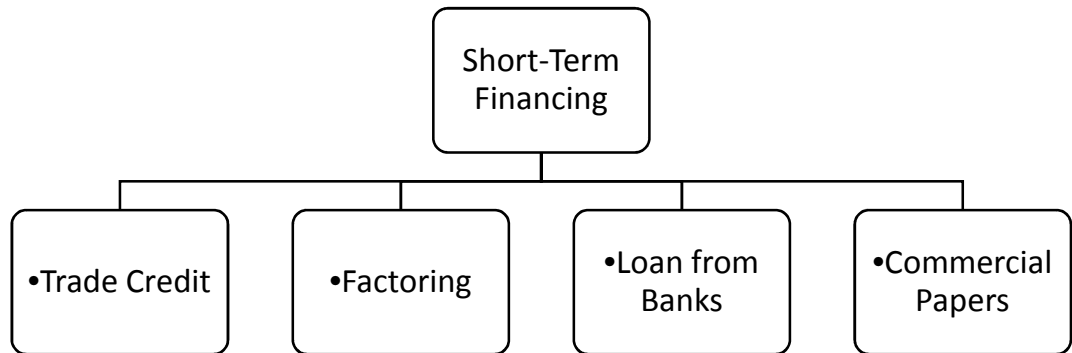 Short-Term
Financing
•Trade Credit
•Factoring
•Loan from
Banks
•Commercial
Papers